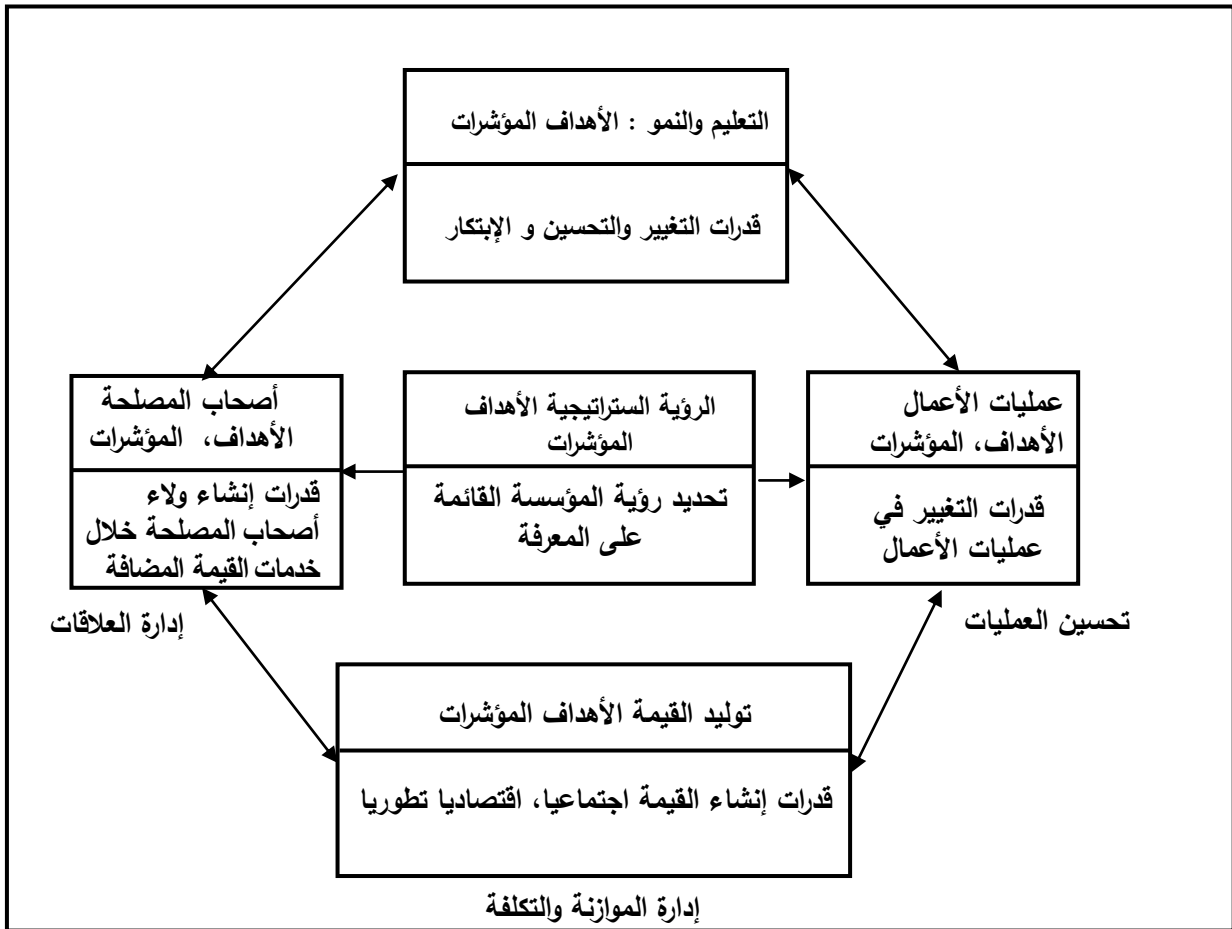 التعليم والنمو : الأهداف المؤشرات
قدرات التغيير والتحسين و الإبتكار
عمليات الأعمال
الأهداف، المؤشرات
قدرات التغيير في
عمليات الأعمال
الرؤية الستراتيجية الأهداف
المؤشرات
تحديد رؤية المؤسسة القائمة
على المعرفة
أصحاب المصلحة
الأهداف، المؤشرات
قدرات إنشاء ولاء
أصحاب المصلحة خلال
خدمات القيمة المضافة
تحسين العمليات
إدارة العلاقات
توليد القيمة الأهداف المؤشرات
قدرات إنشاء القيمة اجتماعيا، اقتصاديا تطوريا
إدارة الموازنة والتكلفة